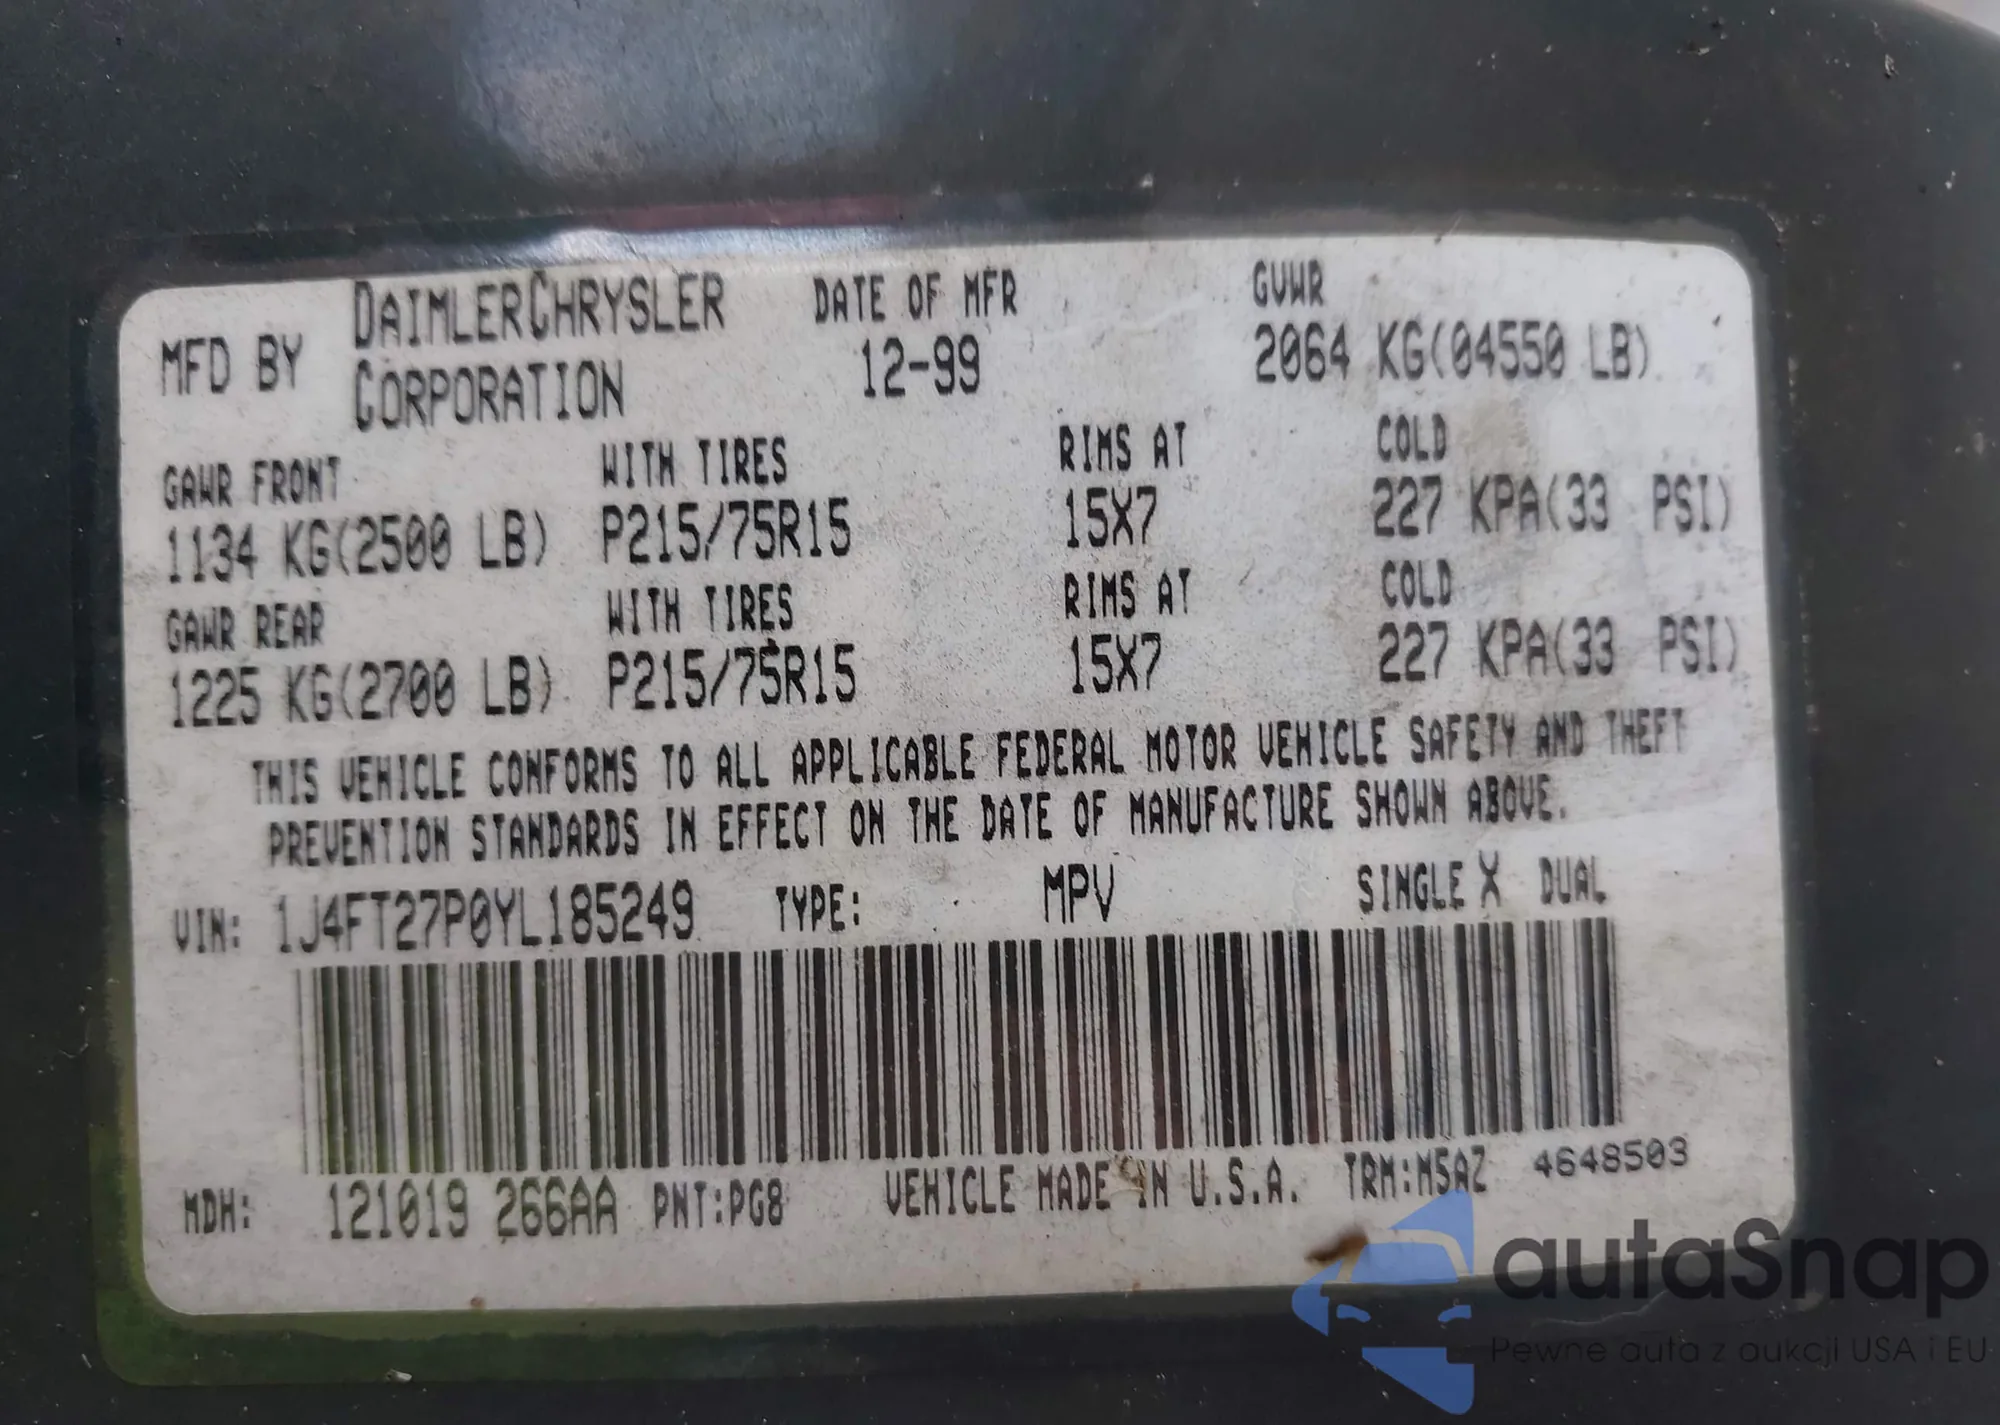 MFD BY DAIMLERCHRYSLER CORPORATION DATE OF MFR 12-99 GVWR 2064 KG(04550 LB)
GAWR FRONT WITH TIRES RIMS AT COLD
1134 KG(2500 LB) P215/75R15 15X7 227 KPA(33 PSI)
GAWR REAR WITH TIRES RIMS AT COLD
1225 KG(2700 LB) P215/75R15 15X7 227 KPA(33 PSI)
THIS VEHICLE CONFORMS TO ALL APPLICABLE FEDERAL MOTOR VEHICLE SAFETY AND THEFT
PREVENTION STANDARDS IN EFFECT ON THE DATE OF MANUFACTURE SHOWN ABOVE.
VIN: 1J4FT27P0YL185249 TYPE: MPV SINGLE X DUAL
MDH: 121019 266AA PNT:PG8 VEHICLE MADE IN U.S.A. TRM:M5AZ 4648503
autaSnap
Pewne auta z aukcji USA i EU